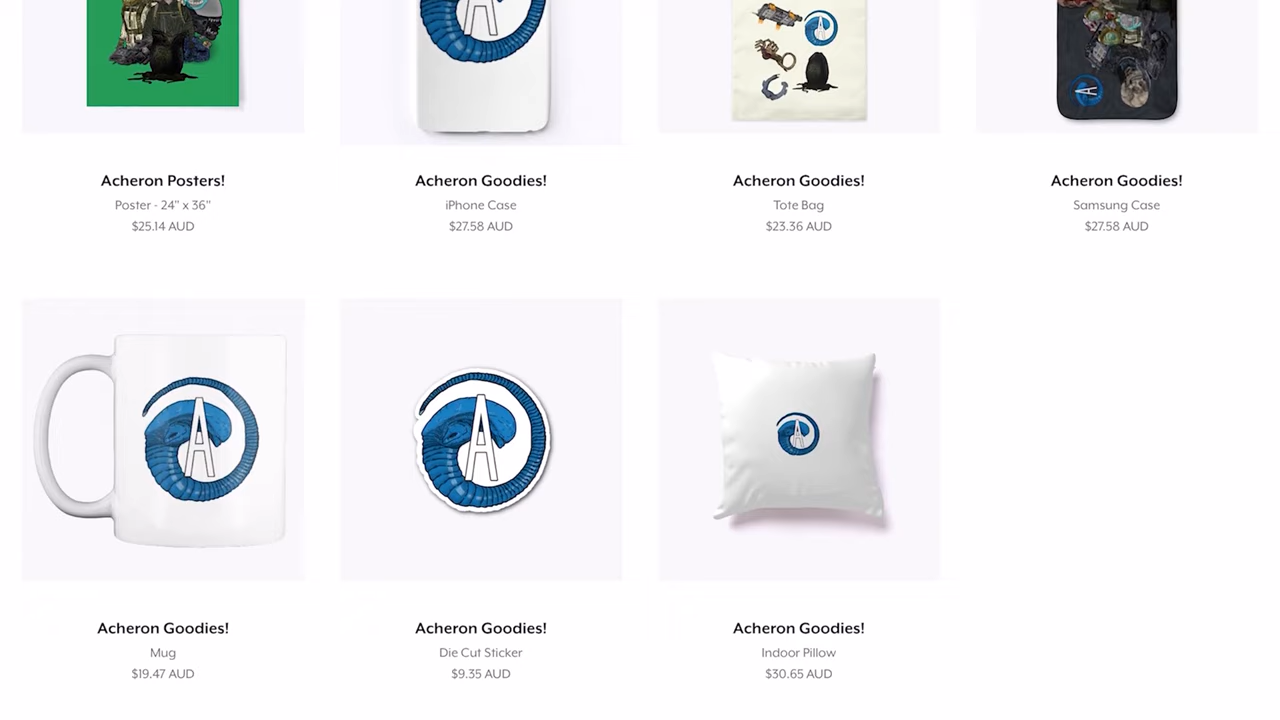 A
A
A
Acheron Posters!
Acheron Goodies!
Acheron Goodies!
Acheron Goodies!
Poster - 24" x 36"
iPhone Case
Tote Bag
Samsung Case
$25.14 AUD
$27.58 AUD
$23.36 AUD
$27.58 AUD
A
A
A
Acheron Goodies!
Acheron Goodies!
Acheron Goodies!
Mug
Die Cut Sticker
Indoor Pillow
$19.47 AUD
$9.35 AUD
$30.65 AUD